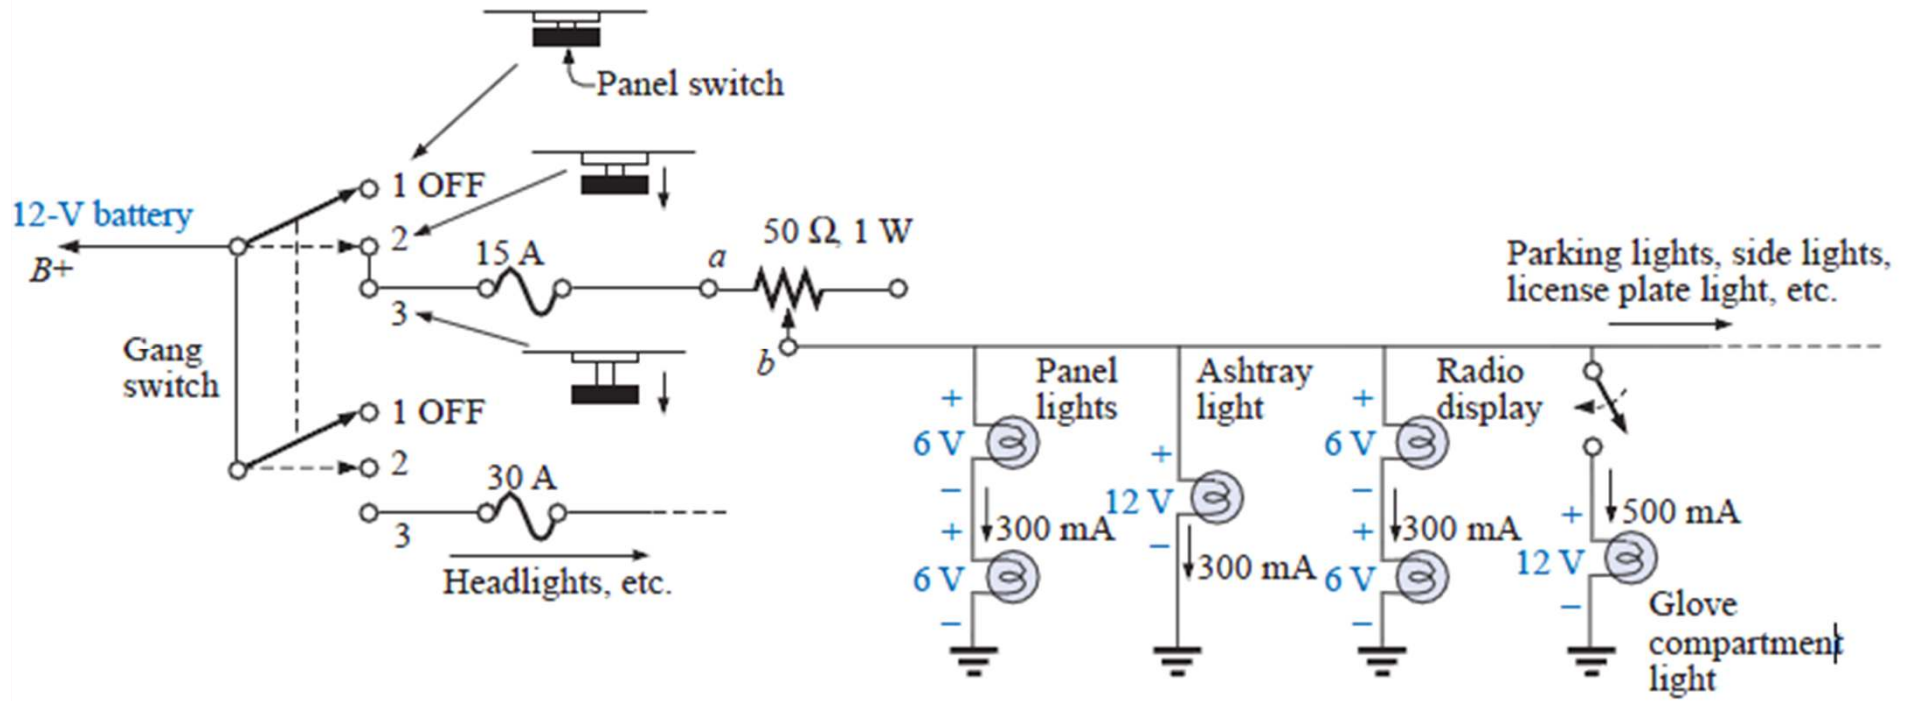 Panel switch
1 OFF
12-V battery
2
B+
15 A
a
50 Ω, 1 W
3
b
Gang
switch
1 OFF
2
30 A
3
Headlights, etc.
Parking lights, side lights,
license plate light, etc.
Panel
lights
+
6 V
−
+
300 mA
6 V
−
Ashtray
light
+
12 V
−
300 mA
Radio
display
+
6 V
−
+
300 mA
6 V
−
500 mA
+
12 V
−
Glove
compartment
light